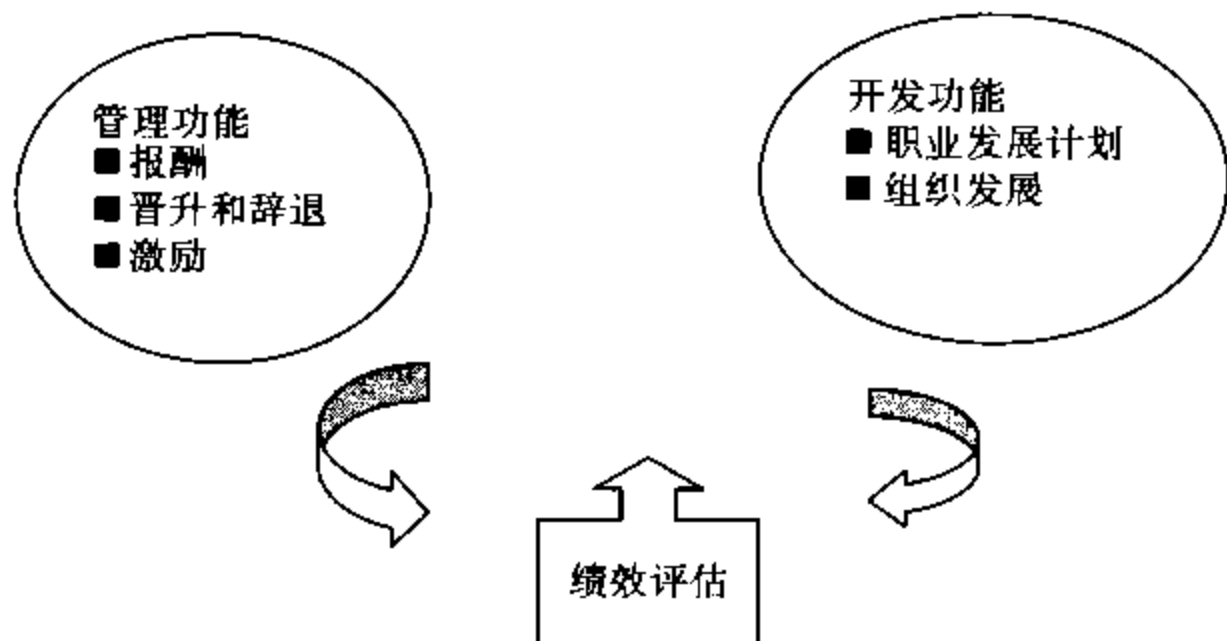 管理功能
■ 报酬
■ 晋升和辞退
■ 激励
开发功能
■ 职业发展计划
■ 组织发展
绩效评估